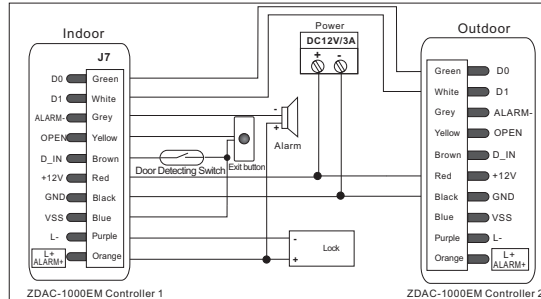 Indoor
Power
Outdoor
DC12V/3A
+ -
J7
D0 Green
D1 White
ALARM- Grey
OPEN Yellow
D_IN Brown
+12V Red
GND Black
VSS Blue
L- Purple
L+
ALARM+
Orange
-
+
Alarm
Exit button
Door Detecting Switch
-
+
Lock
Green D0
White D1
Grey ALARM-
Yellow OPEN
Brown D_IN
Red +12V
Black GND
Blue VSS
Purple L-
Orange
L+
ALARM+
ZDAC-1000EM Controller 1
ZDAC-1000EM Controller 2